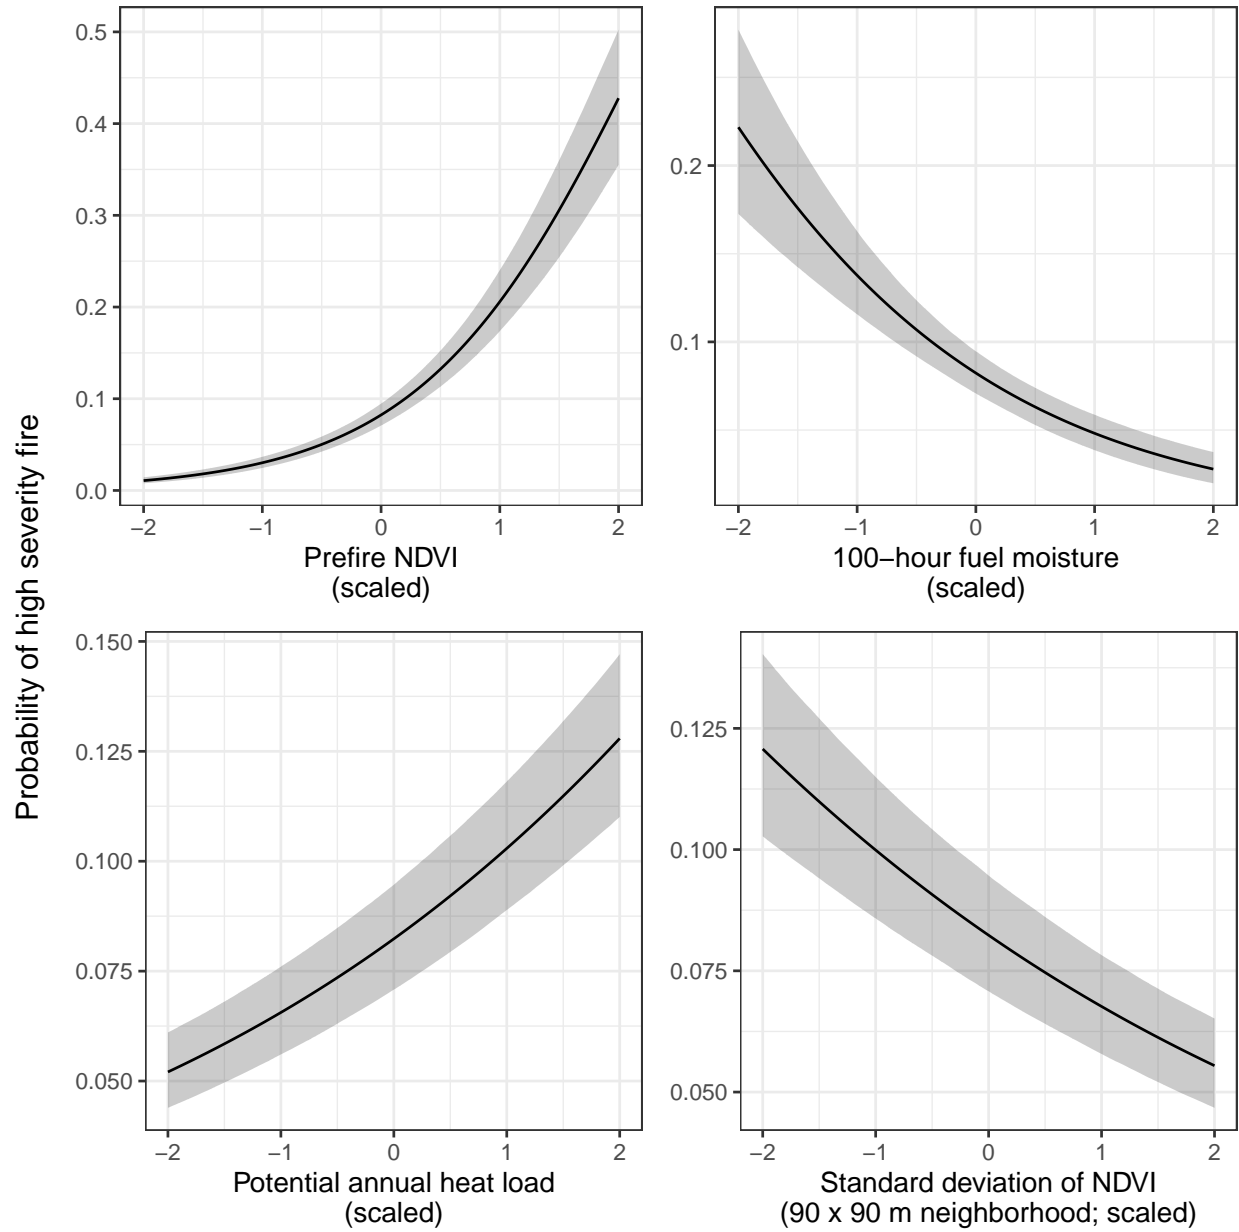 Probability of high severity fire
0.5
0.4
0.3
0.2
0.1
0.0
−2 −1 0 1 2
Prefire NDVI
(scaled)
0.2
0.1
−2 −1 0 1 2
100−hour fuel moisture
(scaled)
0.150
0.125
0.100
0.075
0.050
−2 −1 0 1 2
Potential annual heat load
(scaled)
0.125
0.100
0.075
0.050
−2 −1 0 1 2
Standard deviation of NDVI
(90 x 90 m neighborhood; scaled)